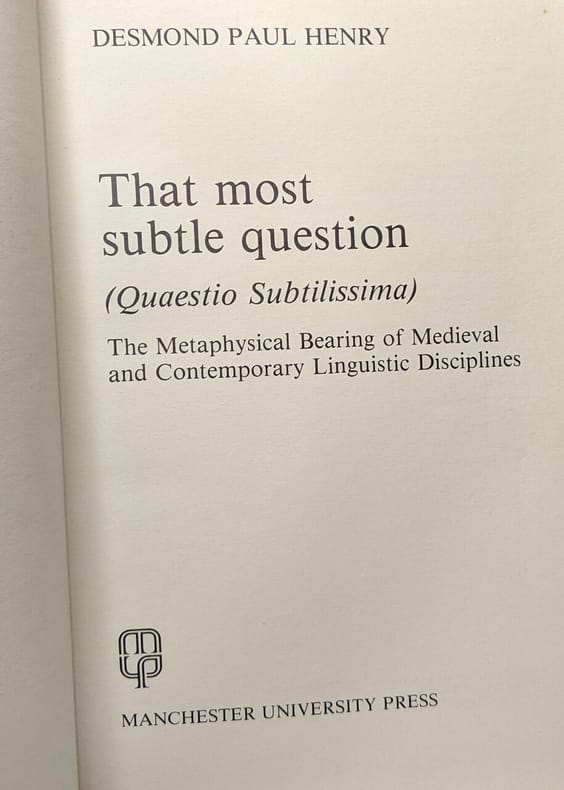 DESMOND PAUL HENRY
That most
subtle question
(Quaestio Subtilissima)
The Metaphysical Bearing of Medieval
and Contemporary Linguistic Disciplines
mup
MANCHESTER UNIVERSITY PRESS